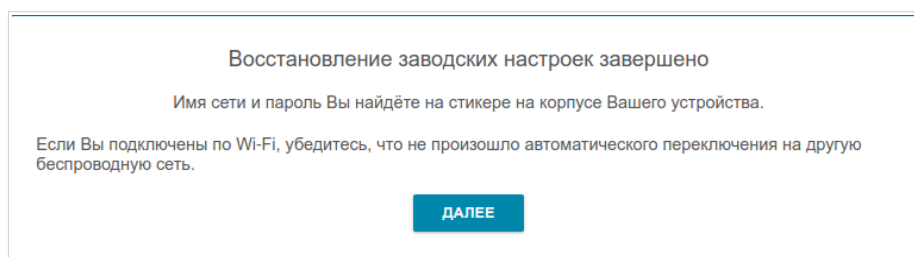 Восстановление заводских настроек завершено
Имя сети и пароль Вы найдёте на стикере на корпусе Вашего устройства.
Если Вы подключены по Wi-Fi, убедитесь, что не произошло автоматического переключения на другую
беспроводную сеть.
ДАЛЕЕ